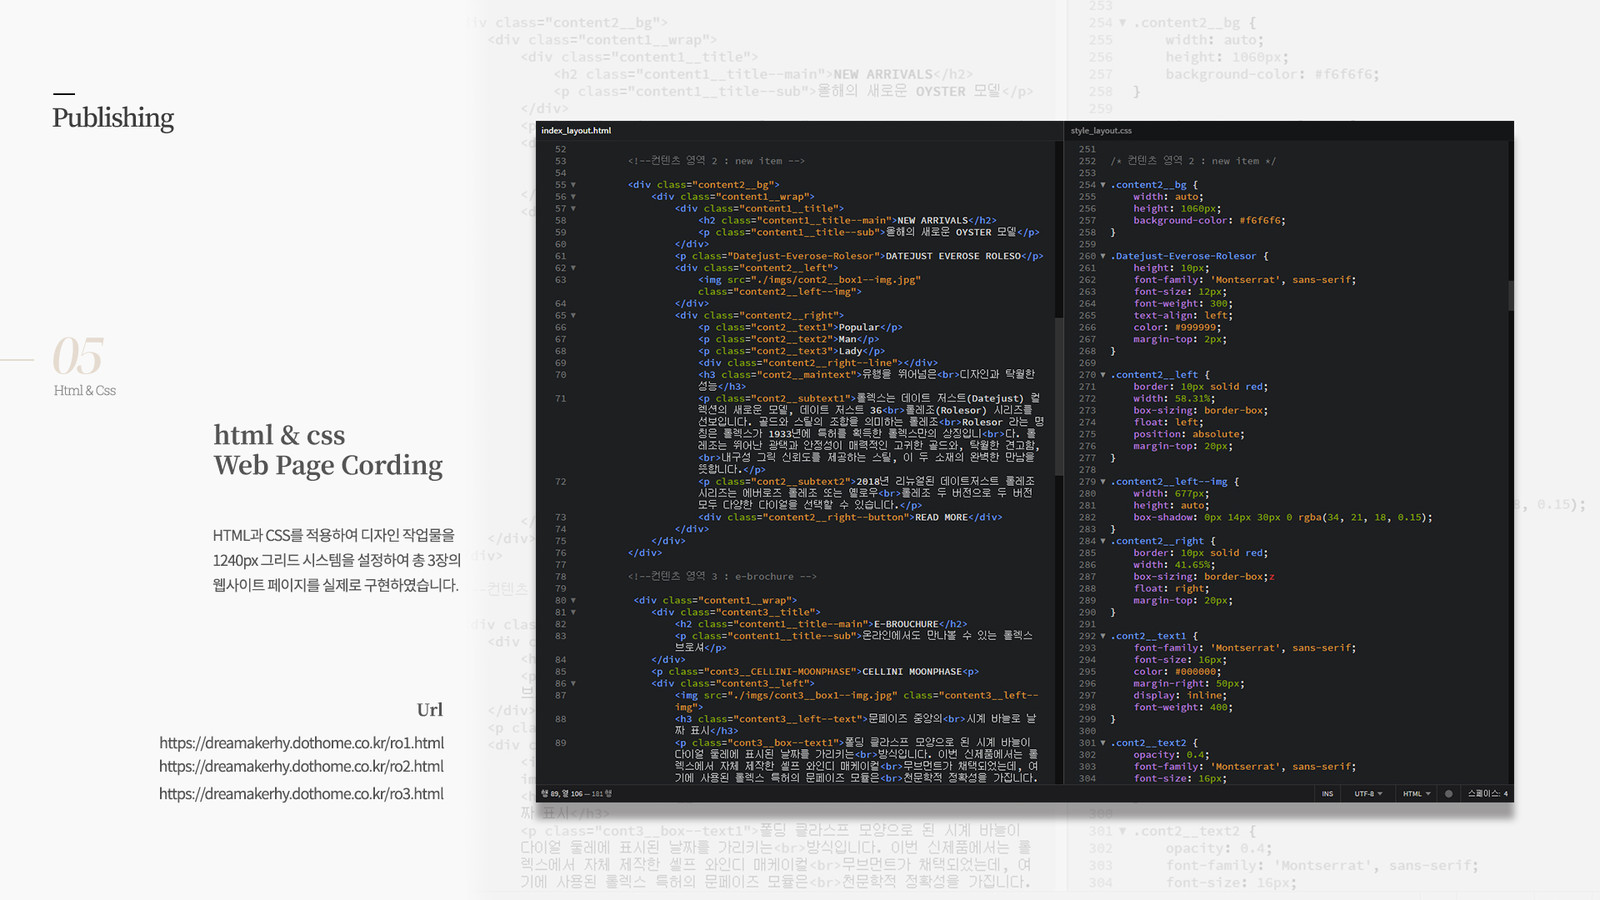 Publishing
05
Html & Css
html & css
Web Page Cording
HTML과 CSS를 적용하여 디자인 작업물을
1240px 그리드 시스템을 설정하여 총 3장의
웹사이트 페이지를 실제로 구현하였습니다.
Url
https://dreamakerhy.dothome.co.kr/ro1.html
https://dreamakerhy.dothome.co.kr/ro2.html
https://dreamakerhy.dothome.co.kr/ro3.html
index_layout.html
52
53 <!--컨텐츠 영역 2 : new item -->
54
55 <div class="content2__bg">
56 <div class="content1__wrap">
57 <div class="content1__title">
58 <h2 class="content1__title--main">NEW ARRIVALS</h2>
59 <p class="content1__title--sub">올해의 새로운 OYSTER 모델</p>
60 </div>
61 <p class="Datejust-Everose-Rolesor">DATEJUST EVEROSE ROLESO</p>
62 <div class="content2__left">
63 <img src="./imgs/cont2__box1--img.jpg"
class="content2__left--img">
64 </div>
65 <div class="content2__right">
66 <p class="cont2__text1">Popular</p>
67 <p class="cont2__text2">Man</p>
68 <p class="cont2__text3">Lady</p>
69 <div class="content2__right--line"></div>
70 <h3 class="cont2__maintext">유행을 뛰어넘은<br>디자인과 탁월한
성능</h3>
71 <p class="cont2__subtext1">롤렉스는 데이트 저스트(Datejust) 컬
렉션의 새로운 모델, 데이트 저스트 36<br>롤레조(Rolesor) 시리즈를
선보입니다. 골드와 스틸의 조합을 의미하는 롤레조<br>Rolesor 라는 명
칭은 롤렉스가 1933년에 특허를 획득한 롤렉스만의 상징입니<br>다. 롤
레조는 뛰어난 광택과 안정성이 매력적인 고귀한 골드와, 탁월한 견고함,
<br>내구성 그릭 신뢰도를 제공하는 스틸, 이 두 소재의 완벽한 만남을
뜻합니다.</p>
72 <p class="cont2__subtext2">2018년 리뉴얼된 데이트저스트 롤레조
시리즈는 에버로즈 롤레조 또는 옐로우<br>롤레조 두 버전으로 두 버전
모두 다양한 다이얼을 선택할 수 있습니다.</p>
73 <div class="content2__right--button">READ MORE</div>
74 </div>
75 </div>
76 </div>
77
78 <!--컨텐츠 영역 3 : e-brochure -->
79
80 <div class="content1__wrap">
81 <div class="content3__title">
82 <h2 class="content1__title--main">E-BROUCHURE</h2>
83 <p class="content1__title--sub">온라인에서도 만나볼 수 있는 롤렉스
브로셔</p>
84 </div>
85 <p class="cont3__CELLINI-MOONPHASE">CELLINI MOONPHASE<p>
86 <div class="content3__left">
87 <img src="./imgs/cont3__box1--img.jpg" class="content3__left--
img">
88 <h3 class="content3__left--text">문페이즈 중앙의<br>시계 바늘로 날
짜 표시</h3>
89 <p class="cont3__box--text1">폴딩 클라스프 모양으로 된 시계 바늘이
다이얼 둘레에 표시된 날짜를 가리키는<br>방식입니다. 이번 신제품에서는 롤
렉스에서 자체 제작한 셀프 와인디 매케이컬<br>무브먼트가 채택되었는데, 여
기에 사용된 롤렉스 특허의 문페이즈 모듈은<br>천문학적 정확성을 가집니다.
행 89, 열 106 — 181 행
INS UTF-8 HTML 스페이스: 4
style_layout.css
251
252 /* 컨텐츠 영역 2 : new item */
253
254 .content2__bg {
255 width: auto;
256 height: 1060px;
257 background-color: #f6f6f6;
258 }
259
260 .Datejust-Everose-Rolesor {
261 height: 10px;
262 font-family: 'Montserrat', sans-serif;
263 font-size: 12px;
264 font-weight: 300;
265 text-align: left;
266 color: #999999;
267 margin-top: 2px;
268 }
269
270 .content2__left {
271 border: 10px solid red;
272 width: 58.31%;
273 box-sizing: border-box;
274 float: left;
275 position: absolute;
276 margin-top: 20px;
277 }
278
279 .content2__left--img {
280 width: 677px;
281 height: auto;
282 box-shadow: 0px 14px 30px 0 rgba(34, 21, 18, 0.15);
283 }
284 .content2__right {
285 border: 10px solid red;
286 width: 41.65%;
287 box-sizing: border-box;z
288 float: right;
289 margin-top: 20px;
290 }
291
292 .cont2__text1 {
293 font-family: 'Montserrat', sans-serif;
294 font-size: 16px;
295 color: #000000;
296 margin-right: 50px;
297 display: inline;
298 font-weight: 400;
299 }
300
301 .cont2__text2 {
302 opacity: 0.4;
303 font-family: 'Montserrat', sans-serif;
304 font-size: 16px;